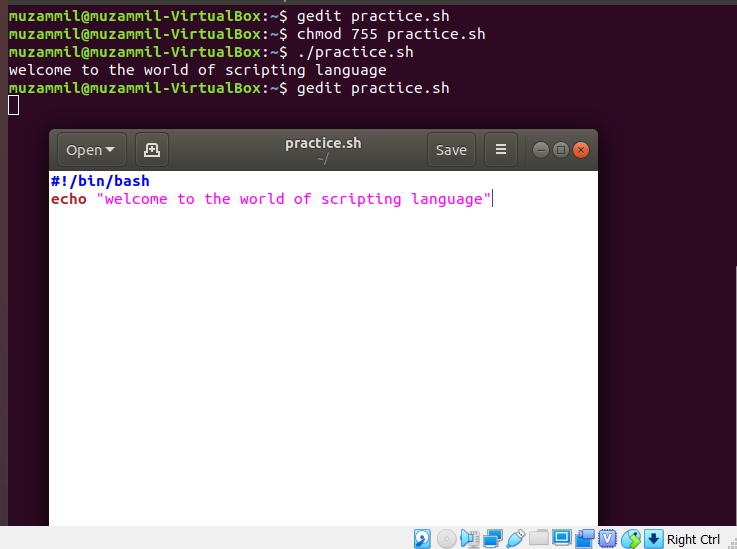 muzammil@muzammil-VirtualBox:~$ gedit practice.sh
muzammil@muzammil-VirtualBox:~$ chmod 755 practice.sh
muzammil@muzammil-VirtualBox:~$ ./practice.sh
welcome to the world of scripting language
muzammil@muzammil-VirtualBox:~$ gedit practice.sh
Open practice.sh Save
~/
#!/bin/bash
echo "welcome to the world of scripting language"
Right Ctrl